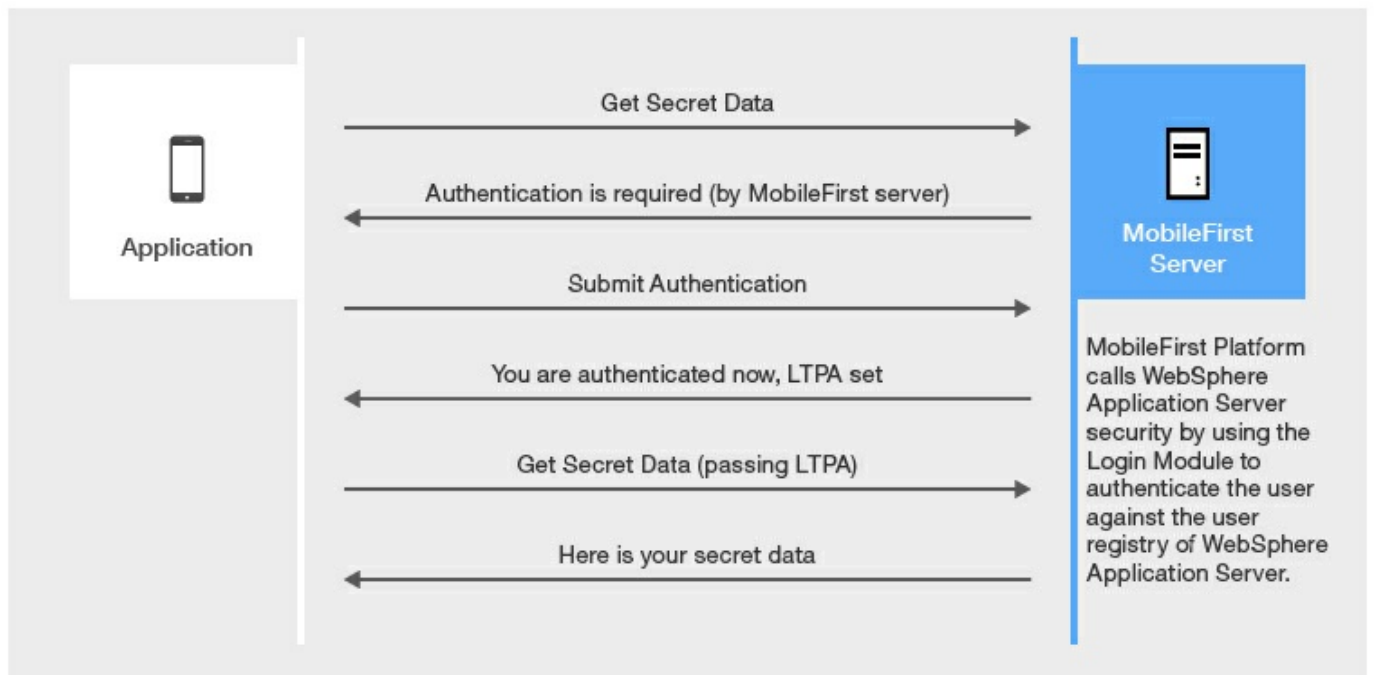 Get Secret Data
Authentication is required (by MobileFirst server)
Application
MobileFirst
Server
Submit Authentication
You are authenticated now, LTPA set
Get Secret Data (passing LTPA)
Here is your secret data
MobileFirst Platform
calls WebSphere
Application Server
security by using the
Login Module to
authenticate the user
against the user
registry of WebSphere
Application Server.